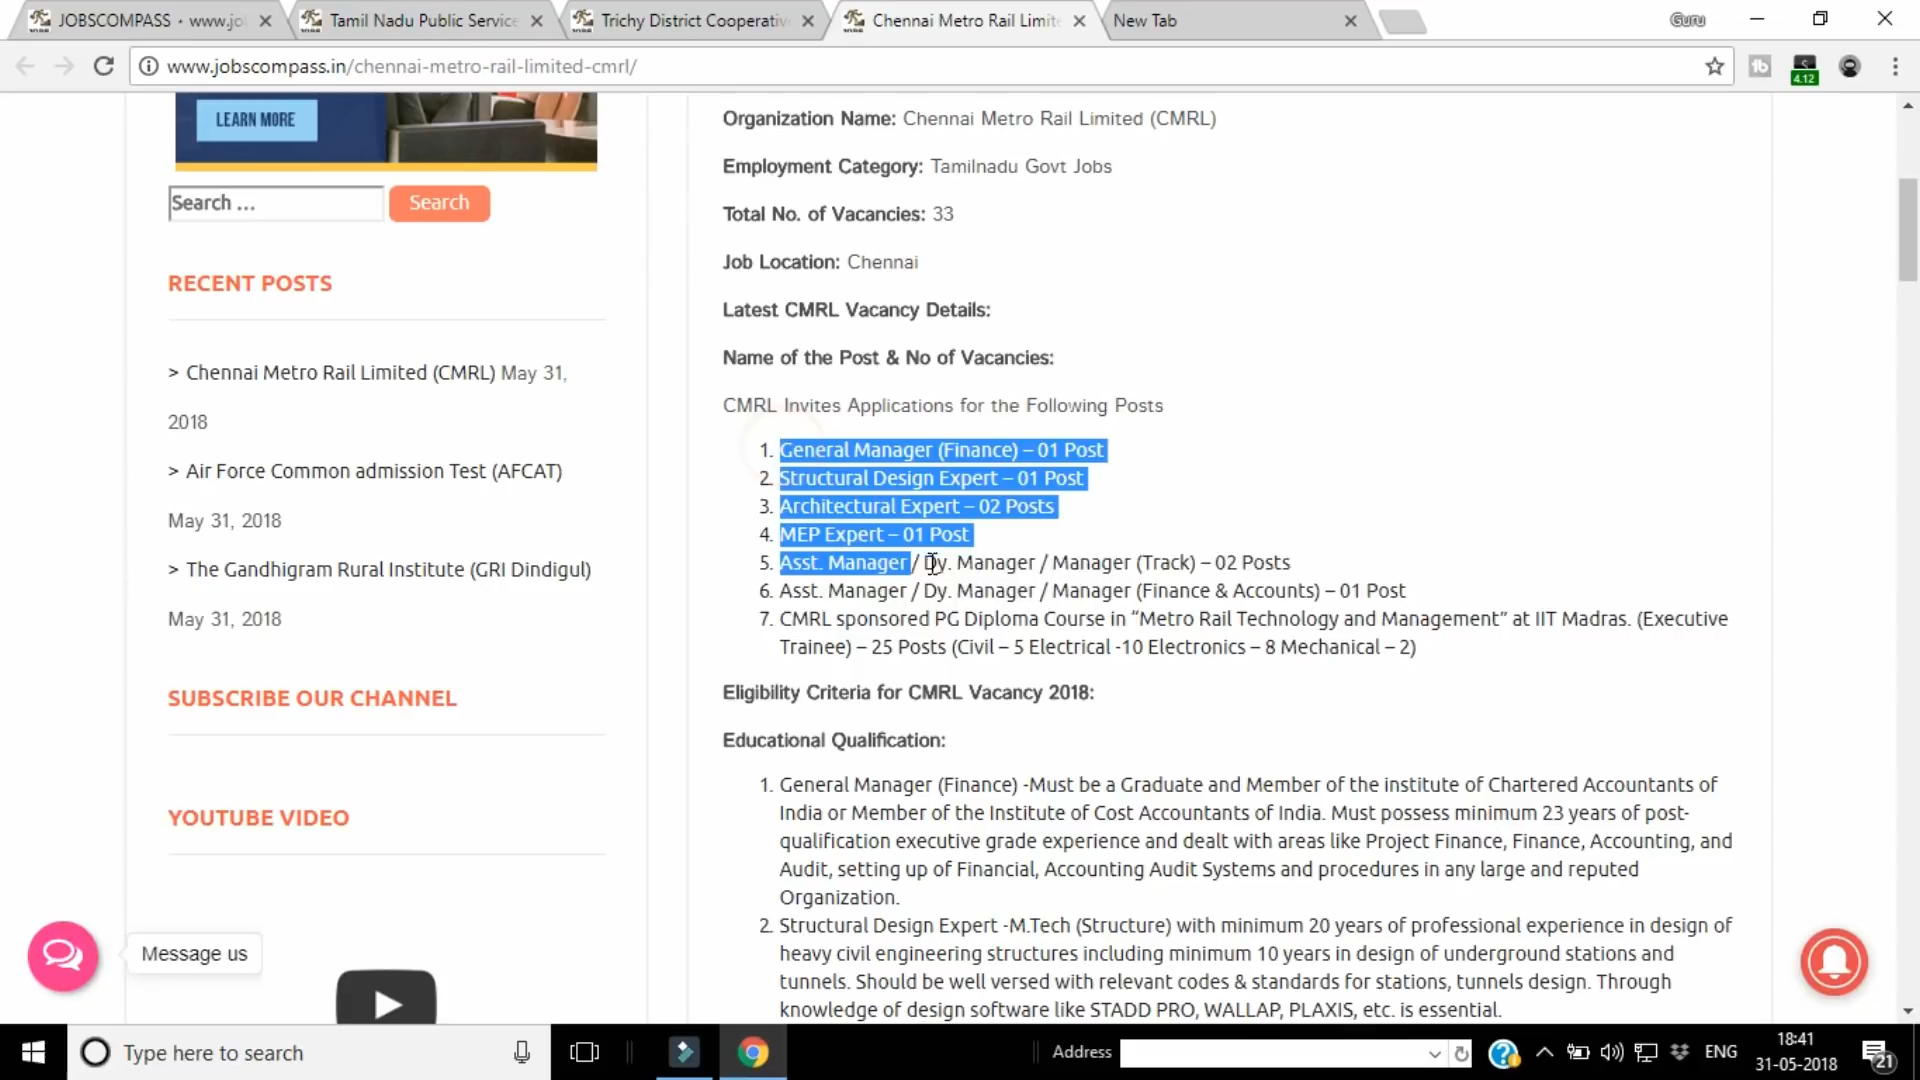 JOBSCOMPASS • www.jo
Tamil Nadu Public Service
Trichy District Cooperativ
Chennai Metro Rail Limit
New Tab
Guru
www.jobscompass.in/chennai-metro-rail-limited-cmrl/
4.12
LEARN MORE
Search ...
Search
RECENT POSTS
> Chennai Metro Rail Limited (CMRL) May 31,
2018
> Air Force Common admission Test (AFCAT)
May 31, 2018
> The Gandhigram Rural Institute (GRI Dindigul)
May 31, 2018
SUBSCRIBE OUR CHANNEL
YOUTUBE VIDEO
Message us
Organization Name: Chennai Metro Rail Limited (CMRL)
Employment Category: Tamilnadu Govt Jobs
Total No. of Vacancies: 33
Job Location: Chennai
Latest CMRL Vacancy Details:
Name of the Post & No of Vacancies:
CMRL Invites Applications for the Following Posts
1. General Manager (Finance) – 01 Post
2. Structural Design Expert – 01 Post
3. Architectural Expert – 02 Posts
4. MEP Expert – 01 Post
5. Asst. Manager / Dy. Manager / Manager (Track) – 02 Posts
6. Asst. Manager / Dy. Manager / Manager (Finance & Accounts) – 01 Post
7. CMRL sponsored PG Diploma Course in “Metro Rail Technology and Management” at IIT Madras. (Executive
Trainee) – 25 Posts (Civil – 5 Electrical -10 Electronics – 8 Mechanical – 2)
Eligibility Criteria for CMRL Vacancy 2018:
Educational Qualification:
1. General Manager (Finance) -Must be a Graduate and Member of the institute of Chartered Accountants of
India or Member of the Institute of Cost Accountants of India. Must possess minimum 23 years of post-
qualification executive grade experience and dealt with areas like Project Finance, Finance, Accounting, and
Audit, setting up of Financial, Accounting Audit Systems and procedures in any large and reputed
Organization.
2. Structural Design Expert -M.Tech (Structure) with minimum 20 years of professional experience in design of
heavy civil engineering structures including minimum 10 years in design of underground stations and
tunnels. Should be well versed with relevant codes & standards for stations, tunnels design. Through
knowledge of design software like STADD PRO, WALLAP, PLAXIS, etc. is essential.
Type here to search
Address
ENG
18:41
31-05-2018
21